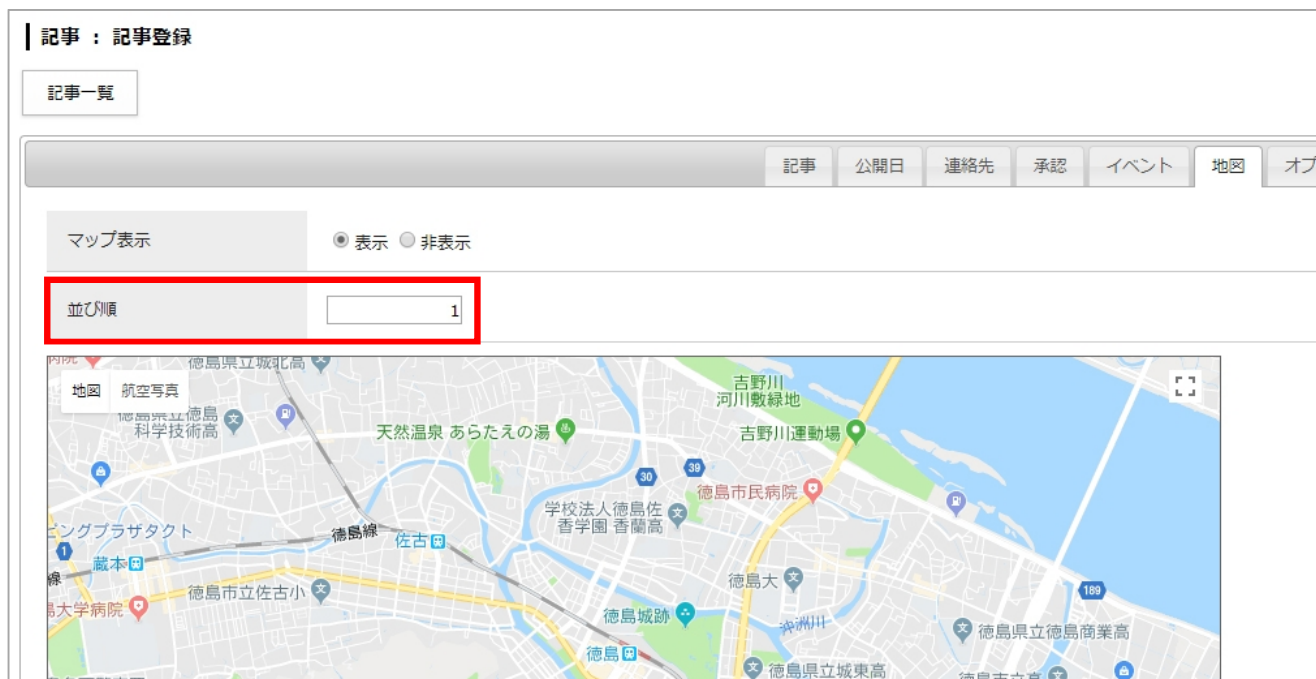 記事 : 記事登録
記事一覧
記事 公開日 連絡先 承認 イベント 地図 オプ
マップ表示
表示 非表示
並び順
1
徳島県立城北高
地図 航空写真
徳島県立徳島
科学技術高
天然温泉 あらたえの湯
吉野川
河川敷緑地
吉野川運動場
30
39
徳島市民病院
学校法人徳島佐
香学園 香蘭高
ピングプラザタクト
1
徳島線
佐古
蔵本
線
島大学病院
徳島市立佐古小
徳島大
189
徳島城跡
沖洲川
徳島県立徳島商業高
徳島
徳島県立城東高
徳島市立高